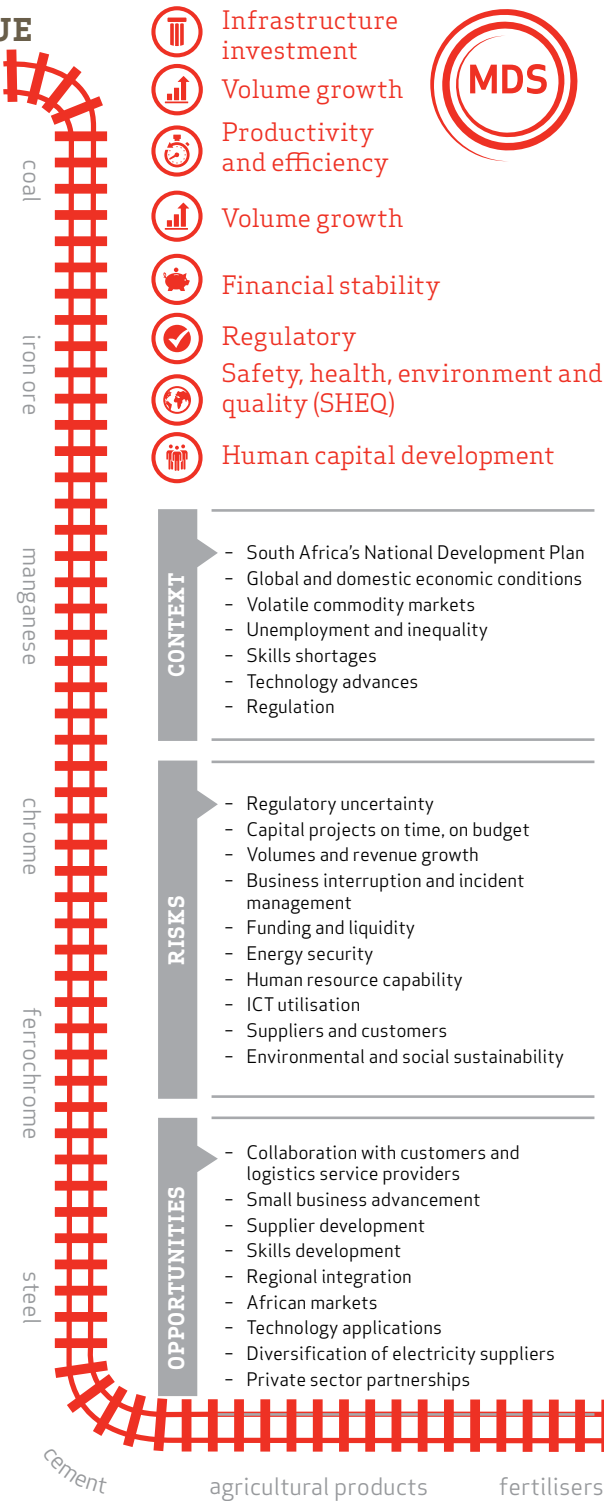 UE
Infrastructure
investment
MDS
Volume growth
Productivity
and efficiency
Volume growth
Financial stability
Regulatory
Safety, health, environment and
quality (SHEQ)
Human capital development
coal
iron ore
manganese
chrome
ferrochrome
steel
cement
agricultural products
fertilisers
CONTEXT
– South Africa’s National Development Plan
– Global and domestic economic conditions
– Volatile commodity markets
– Unemployment and inequality
– Skills shortages
– Technology advances
– Regulation
RISKS
– Regulatory uncertainty
– Capital projects on time, on budget
– Volumes and revenue growth
– Business interruption and incident
management
– Funding and liquidity
– Energy security
– Human resource capability
– ICT utilisation
– Suppliers and customers
– Environmental and social sustainability
OPPORTUNITIES
– Collaboration with customers and
logistics service providers
– Small business advancement
– Supplier development
– Skills development
– Regional integration
– African markets
– Technology applications
– Diversification of electricity suppliers
– Private sector partnerships